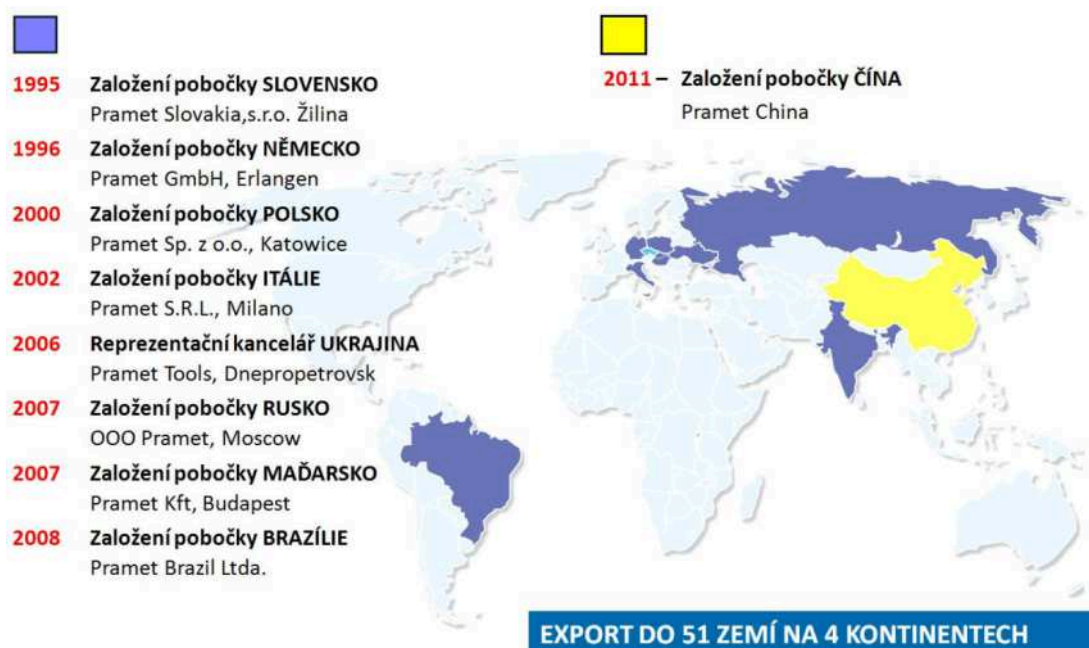 1995 Založení pobočky SLOVENSKO
Pramet Slovakia,s.r.o. Žilina
1996 Založení pobočky NĚMECKO
Pramet GmbH, Erlangen
2000 Založení pobočky POLSKO
Pramet Sp. z o.o., Katowice
2002 Založení pobočky ITÁLIE
Pramet S.R.L., Milano
2006 Reprezentační kancelář UKRAJINA
Pramet Tools, Dnepropetrovsk
2007 Založení pobočky RUSKO
OOO Pramet, Moscow
2007 Založení pobočky MAĎARSKO
Pramet Kft, Budapest
2008 Založení pobočky BRAZÍLIE
Pramet Brazil Ltda.
2011 – Založení pobočky ČÍNA
Pramet China
EXPORT DO 51 ZEMÍ NA 4 KONTINENTECH